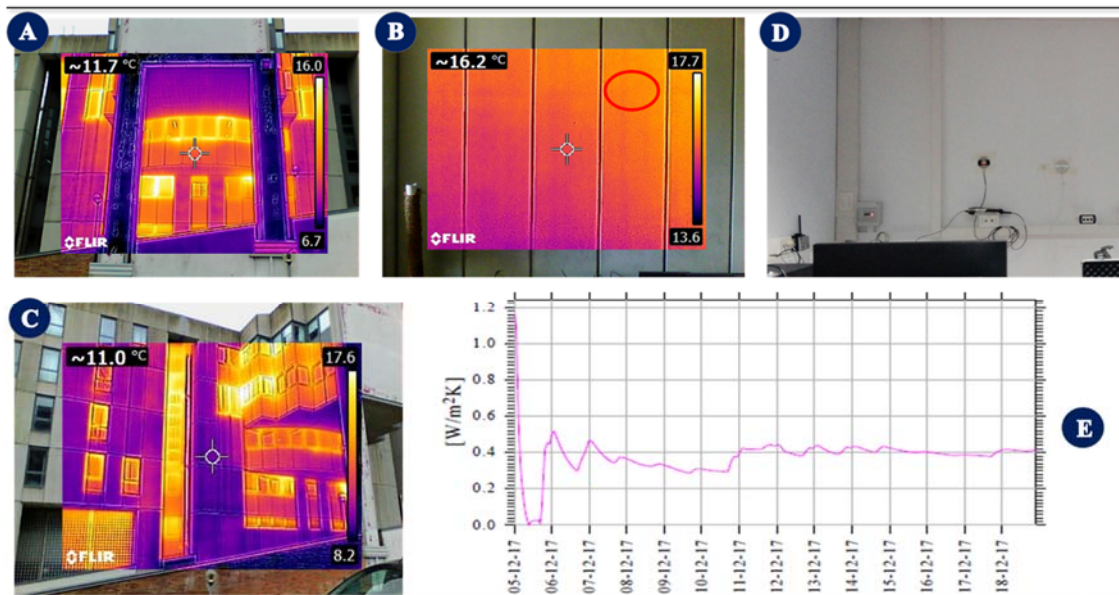 A
~11.7 °C
16.0
6.7
FLIR
B
~16.2 °C
17.7
13.6
FLIR
D
C
~11.0 °C
17.6
8.2
FLIR
[W/m²K]
1.2
1.0
0.8
0.6
0.4
0.2
0.0
05-12-17
06-12-17
07-12-17
08-12-17
09-12-17
10-12-17
11-12-17
12-12-17
13-12-17
14-12-17
15-12-17
16-12-17
17-12-17
18-12-17
E